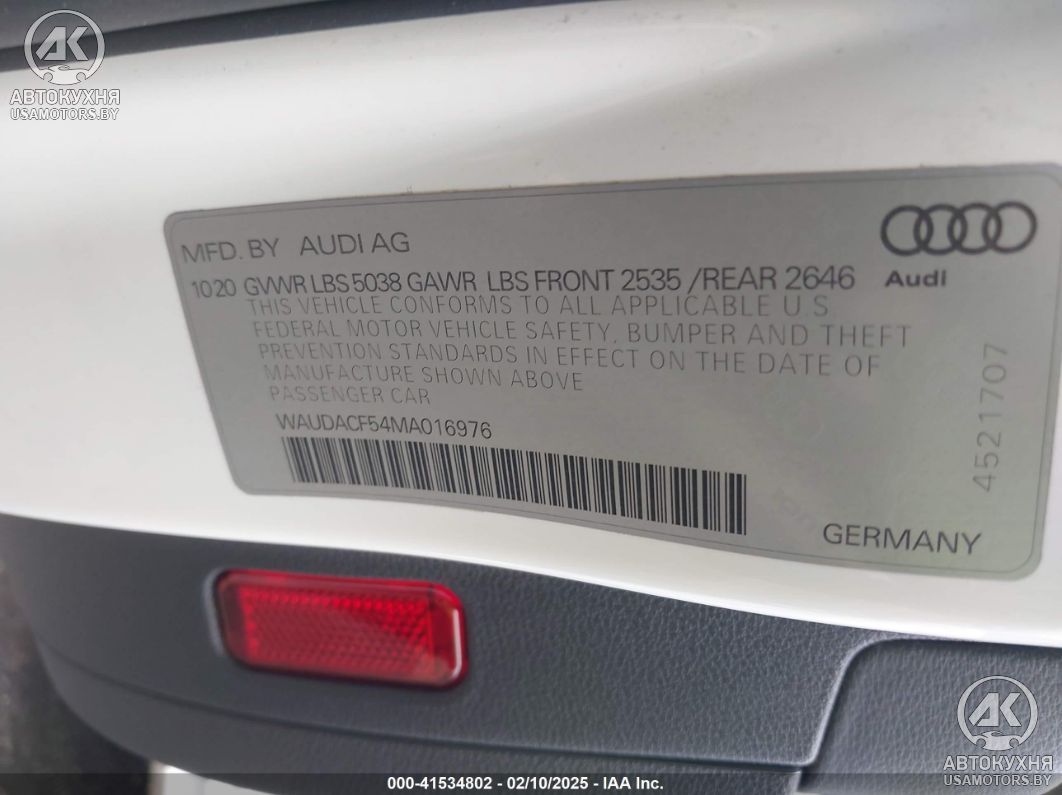 AK
АВТОКУХНЯ
USAMOTORS.BY
MFD. BY AUDI AG
Audi
10 20 GVWR LBS 5038 GAWR LBS FRONT 2535 /REAR 2646
THIS VEHICLE CONFORMS TO ALL APPLICABLE U.S
FEDERAL MOTOR VEHICLE SAFETY, BUMPER AND THEFT
PREVENTION STANDARDS IN EFFECT ON THE DATE OF
MANUFACTURE SHOWN ABOVE
PASSENGER CAR
WAUDACF54MA016976
4521707
GERMANY
AK
АВТОКУХНЯ
USAMOTORS.BY
000-41534802 - 02/10/2025 - IAA Inc.